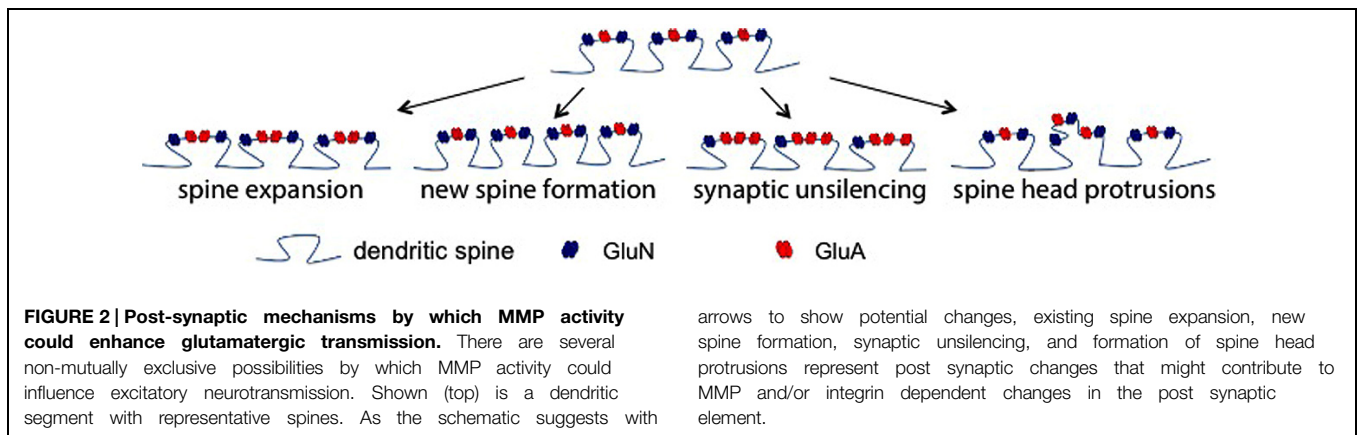 spine expansion new spine formation synaptic unsilencing spine head protrusions
dendritic spine GluN GluA
FIGURE 2 | Post-synaptic mechanisms by which MMP activity
could enhance glutamatergic transmission. There are several
non-mutually exclusive possibilities by which MMP activity could
influence excitatory neurotransmission. Shown (top) is a dendritic
segment with representative spines. As the schematic suggests with
arrows to show potential changes, existing spine expansion, new
spine formation, synaptic unsilencing, and formation of spine head
protrusions represent post synaptic changes that might contribute to
MMP and/or integrin dependent changes in the post synaptic
element.